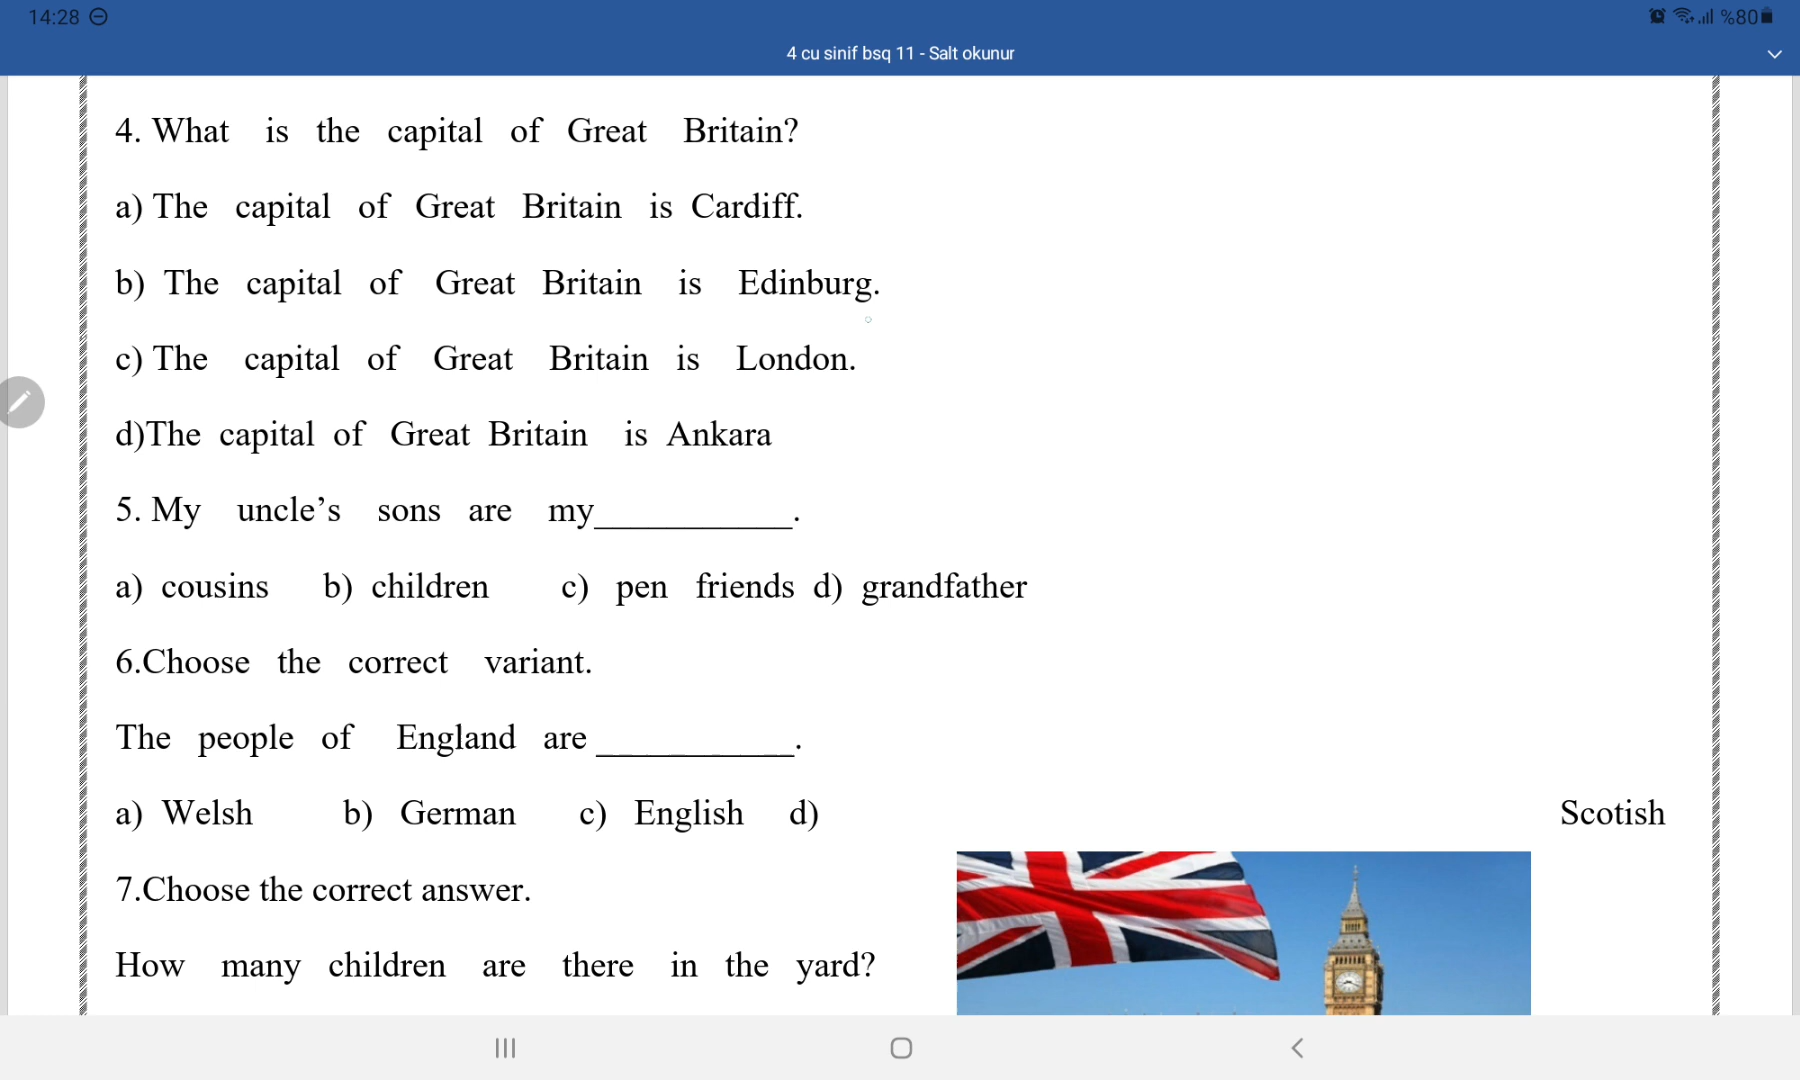 14:28
%80
4 cu sinif bsq 11 - Salt okunur
4. What is the capital of Great Britain?
a) The capital of Great Britain is Cardiff.
b) The capital of Great Britain is Edinburg.
c) The capital of Great Britain is London.
d)The capital of Great Britain is Ankara
5. My uncle’s sons are my___________.
a) cousins b) children c) pen friends d) grandfather
6.Choose the correct variant.
The people of England are ___________.
a) Welsh b) German c) English d) Scotish
7.Choose the correct answer.
How many children are there in the yard?